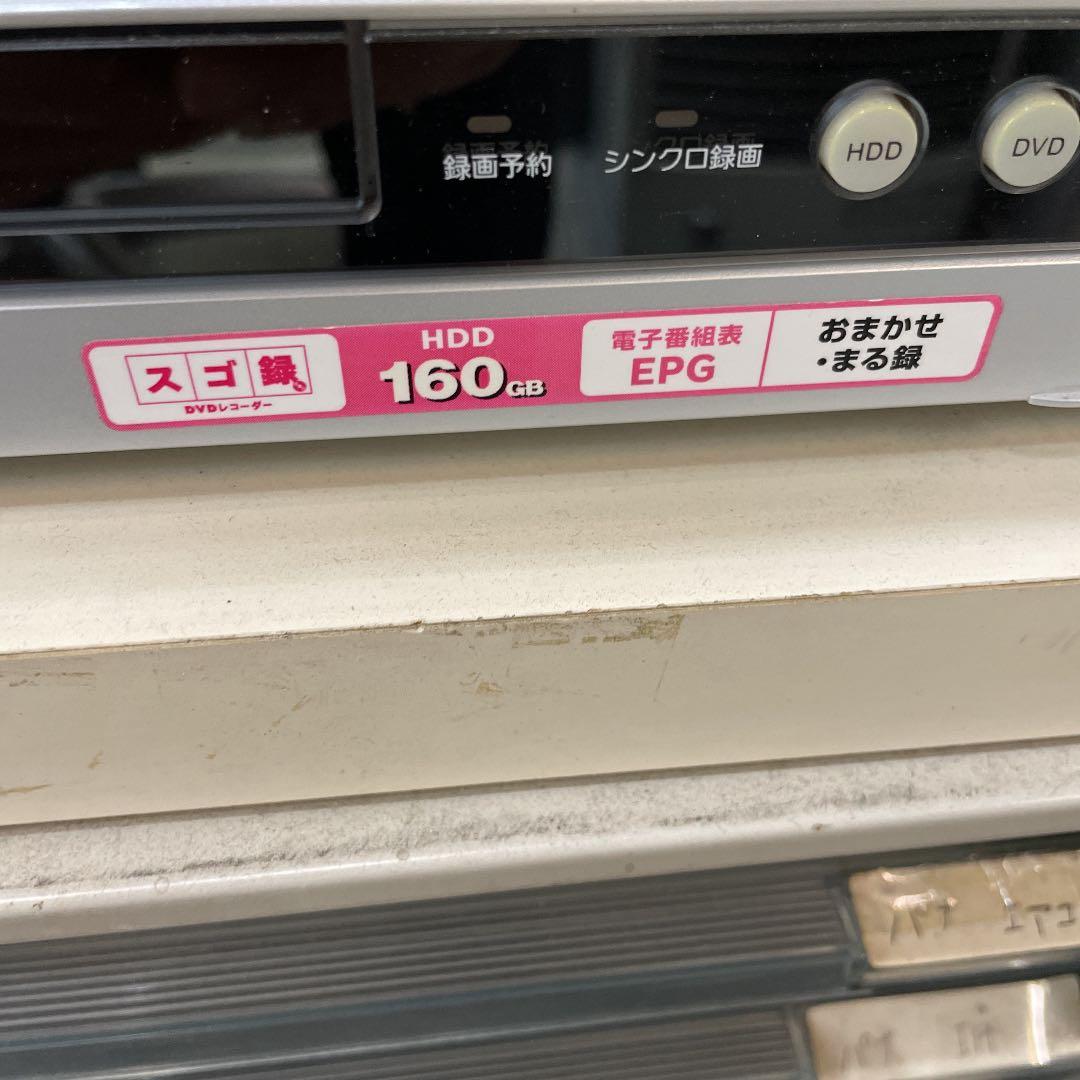 録画予約
シンクロ録画
HDD
DVD
スゴ録
DVDレコーダー
HDD
160GB
電子番組表
EPG
おまかせ
・まる録